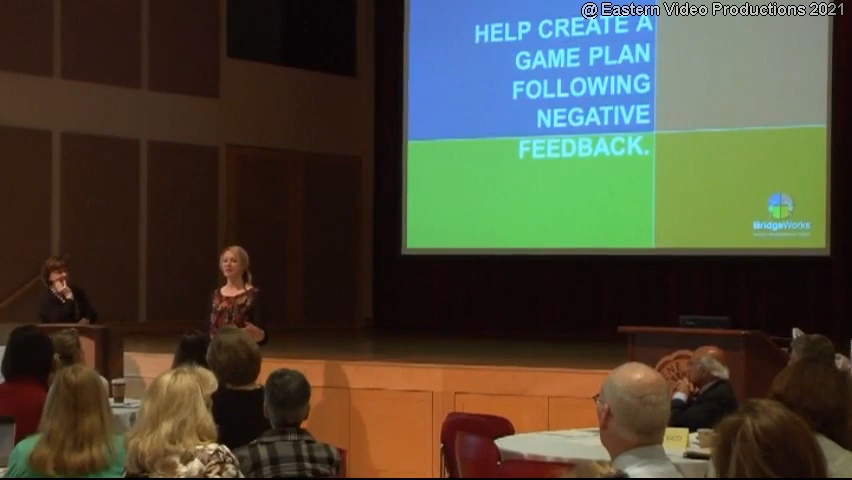 @ Eastern Video Productions 2021
HELP CREATE A
GAME PLAN
FOLLOWING
NEGATIVE
FEEDBACK.
BridgeWorks